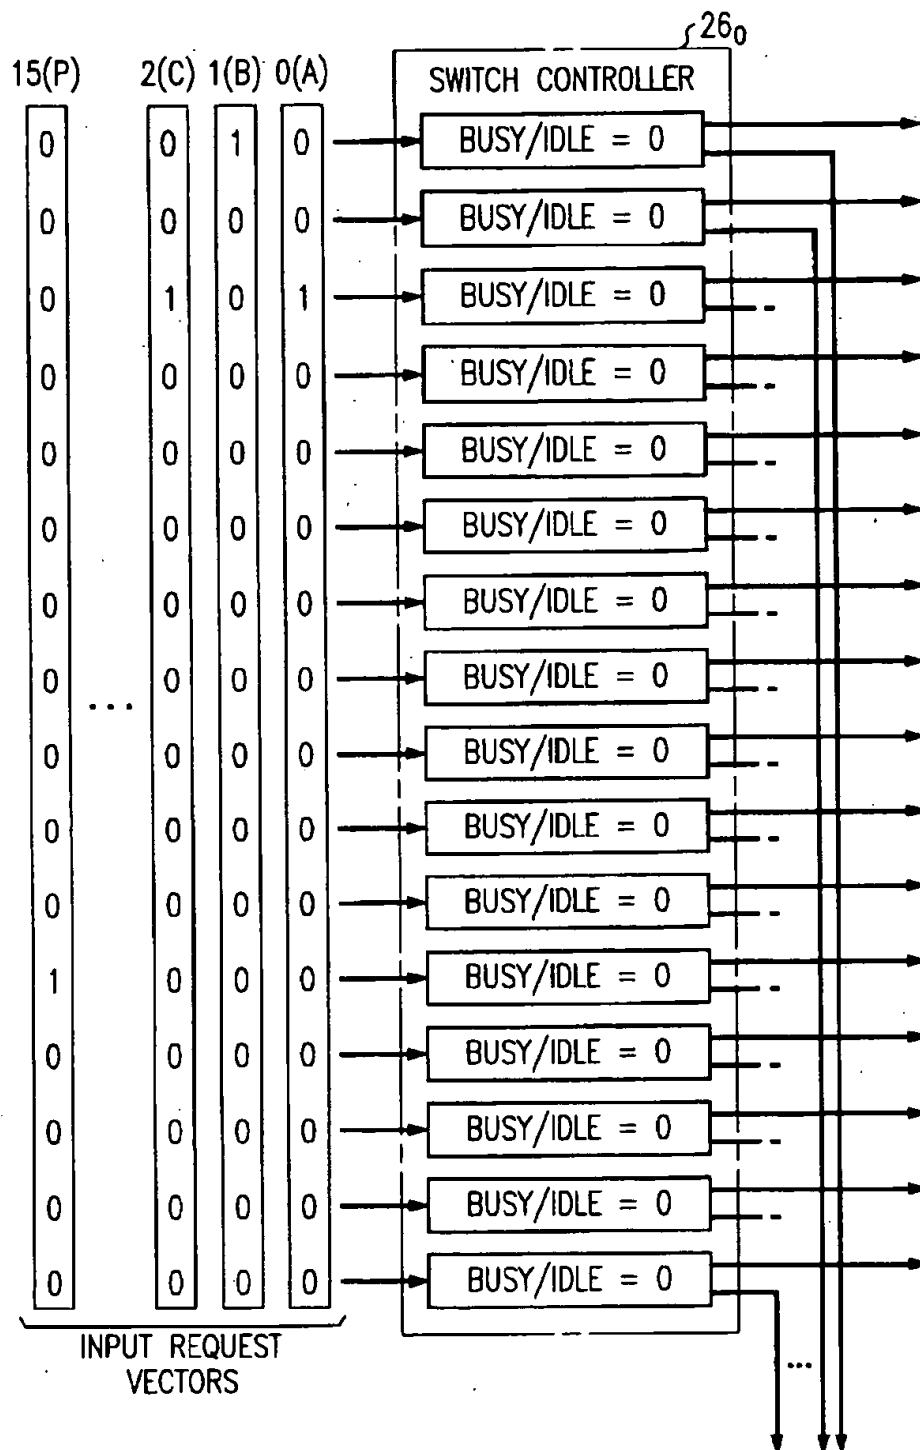 26₀
15(P) 2(C) 1(B) 0(A) SWITCH CONTROLLER
0 0 1 0 BUSY/IDLE = 0
0 0 0 0 BUSY/IDLE = 0
0 1 0 1 BUSY/IDLE = 0
0 0 0 0 BUSY/IDLE = 0
0 0 0 0 BUSY/IDLE = 0
0 0 0 0 BUSY/IDLE = 0
0 0 0 0 BUSY/IDLE = 0
0 0 0 0 BUSY/IDLE = 0
...
0 0 0 0 BUSY/IDLE = 0
0 0 0 0 BUSY/IDLE = 0
0 0 0 0 BUSY/IDLE = 0
1 0 0 0 BUSY/IDLE = 0
0 0 0 0 BUSY/IDLE = 0
0 0 0 0 BUSY/IDLE = 0
0 0 0 0 BUSY/IDLE = 0
0 0 0 0 BUSY/IDLE = 0
INPUT REQUEST
VECTORS
...